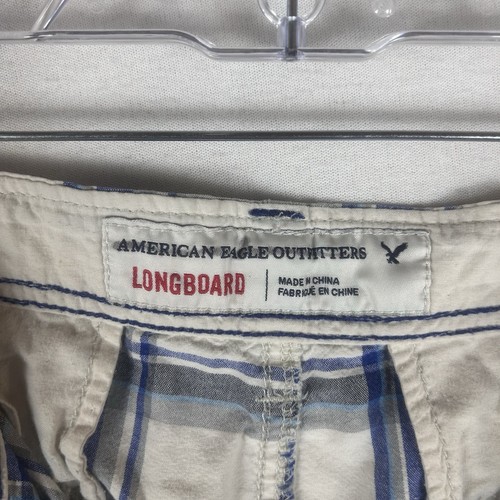 AMERICAN EAGLE OUTFITTERS
LONGBOARD
MADE IN CHINA
FABRIQUÉ EN CHINE